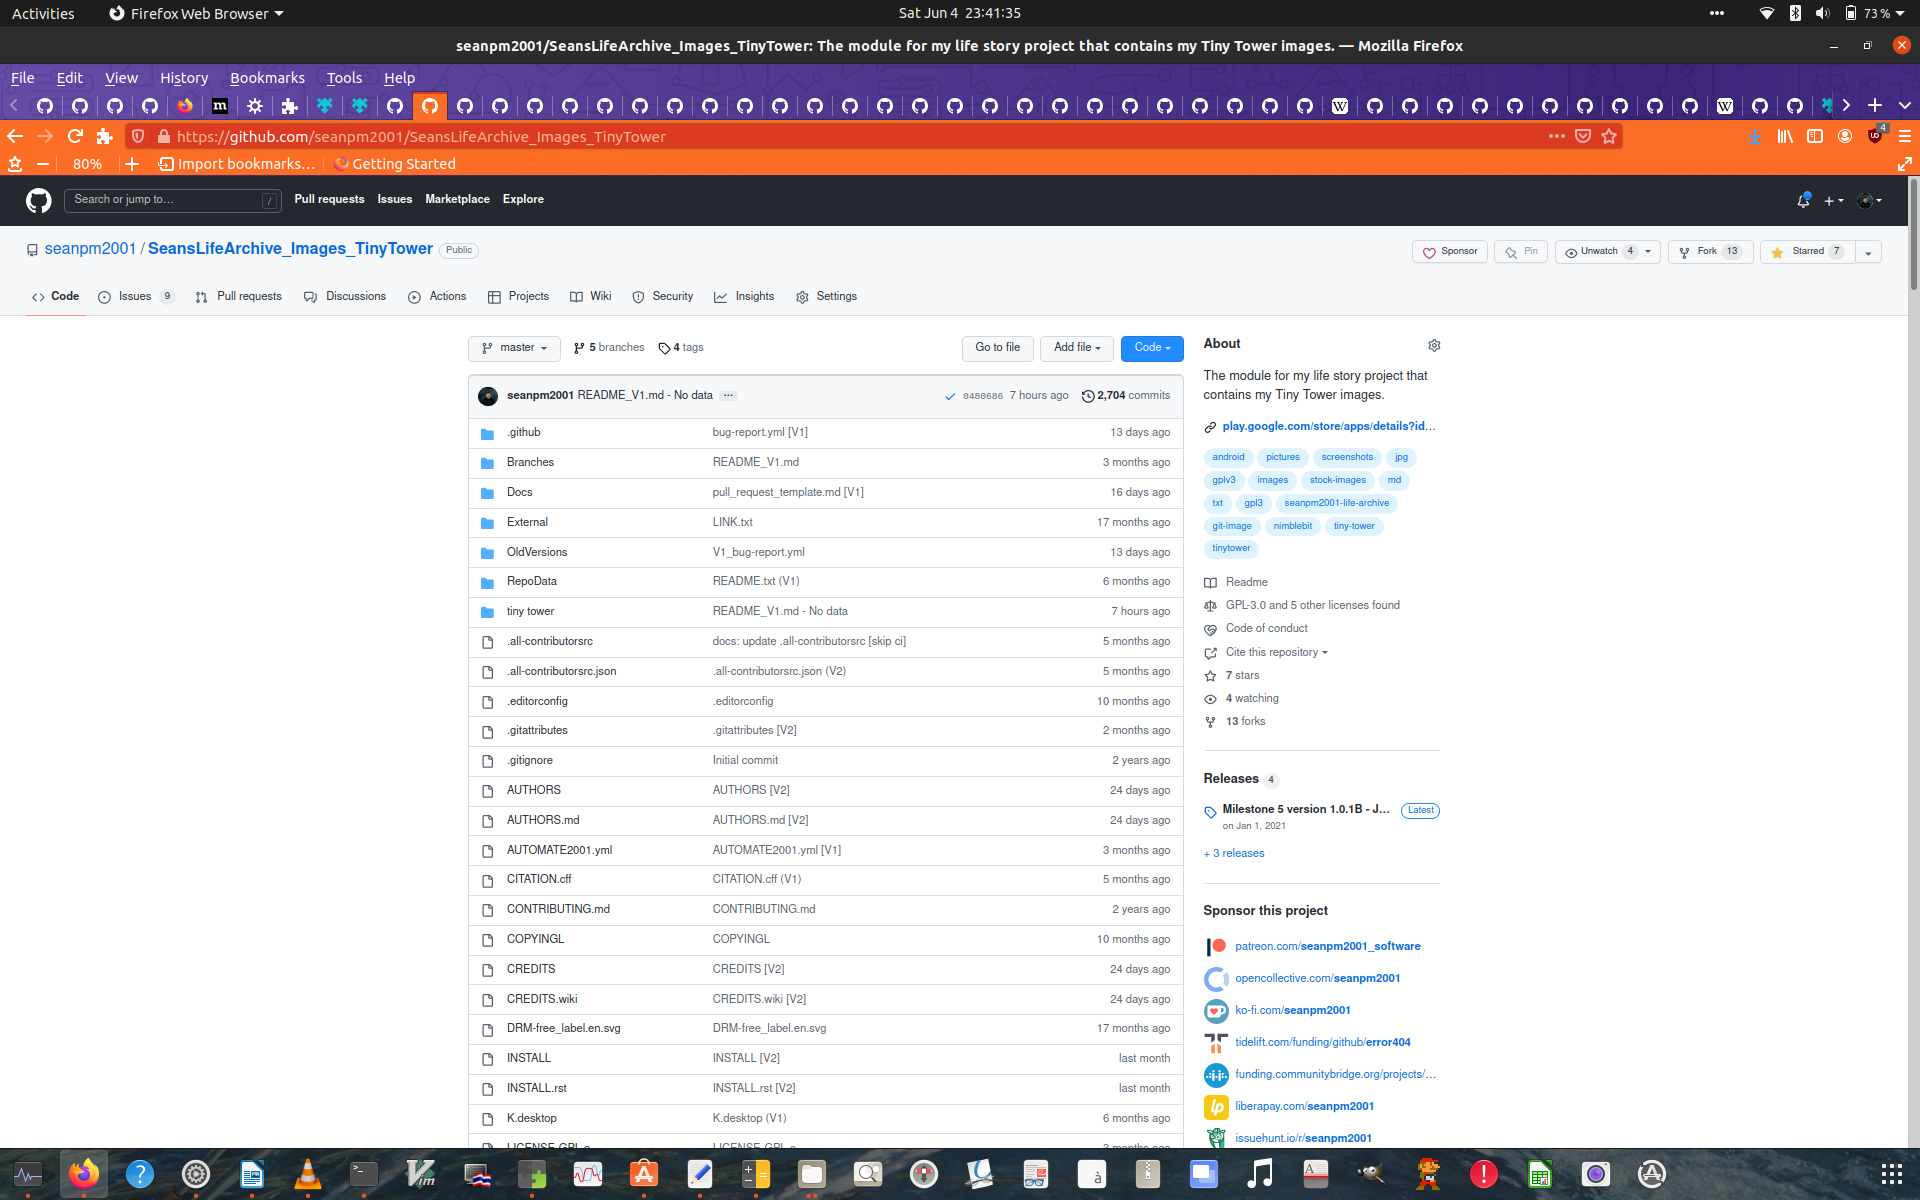 Activities
Firefox Web Browser
Sat Jun 4 23:41:35
73 %
seanpm2001/SeansLifeArchive_Images_TinyTower: The module for my life story project that contains my Tiny Tower images. — Mozilla Firefox
File Edit View History Bookmarks Tools Help
https://github.com/seanpm2001/SeansLifeArchive_Images_TinyTower
4
80%
Import bookmarks...
Getting Started
Search or jump to...
/
Pull requests Issues Marketplace Explore
seanpm2001 / SeansLifeArchive_Images_TinyTower Public
Sponsor
Pin
Unwatch 4
Fork 13
Starred 7
Code
Issues 9
Pull requests
Discussions
Actions
Projects
Wiki
Security
Insights
Settings
master
5 branches
4 tags
Go to file
Add file
Code
seanpm2001 README_V1.md - No data ...
0480686 7 hours ago
2,704 commits
.github bug-report.yml [V1] 13 days ago
Branches README_V1.md 3 months ago
Docs pull_request_template.md [V1] 16 days ago
External LINK.txt 17 months ago
OldVersions V1_bug-report.yml 13 days ago
RepoData README.txt (V1) 6 months ago
tiny tower README_V1.md - No data 7 hours ago
.all-contributorsrc docs: update .all-contributorsrc [skip ci] 5 months ago
.all-contributorsrc.json .all-contributorsrc.json (V2) 5 months ago
.editorconfig .editorconfig 10 months ago
.gitattributes .gitattributes [V2] 2 months ago
.gitignore Initial commit 2 years ago
AUTHORS AUTHORS [V2] 24 days ago
AUTHORS.md AUTHORS.md [V2] 24 days ago
AUTOMATE2001.yml AUTOMATE2001.yml [V1] 3 months ago
CITATION.cff CITATION.cff (V1) 5 months ago
CONTRIBUTING.md CONTRIBUTING.md 2 years ago
COPYINGL COPYINGL 10 months ago
CREDITS CREDITS [V2] 24 days ago
CREDITS.wiki CREDITS.wiki [V2] 24 days ago
DRM-free_label.en.svg DRM-free_label.en.svg 17 months ago
INSTALL INSTALL [V2] last month
INSTALL.rst INSTALL.rst [V2] last month
K.desktop K.desktop (V1) 6 months ago
About
The module for my life story project that
contains my Tiny Tower images.
play.google.com/store/apps/details?id...
android pictures screenshots jpg
gplv3 images stock-images md
txt gpl3 seanpm2001-life-archive
git-image nimblebit tiny-tower
tinytower
Readme
GPL-3.0 and 5 other licenses found
Code of conduct
Cite this repository
7 stars
4 watching
13 forks
Releases 4
Milestone 5 version 1.0.1B - J... Latest
on Jan 1, 2021
+ 3 releases
Sponsor this project
patreon.com/seanpm2001_software
opencollective.com/seanpm2001
ko-fi.com/seanpm2001
tidelift.com/funding/github/error404
funding.communitybridge.org/projects/...
liberapay.com/seanpm2001
issuehunt.io/r/seanpm2001